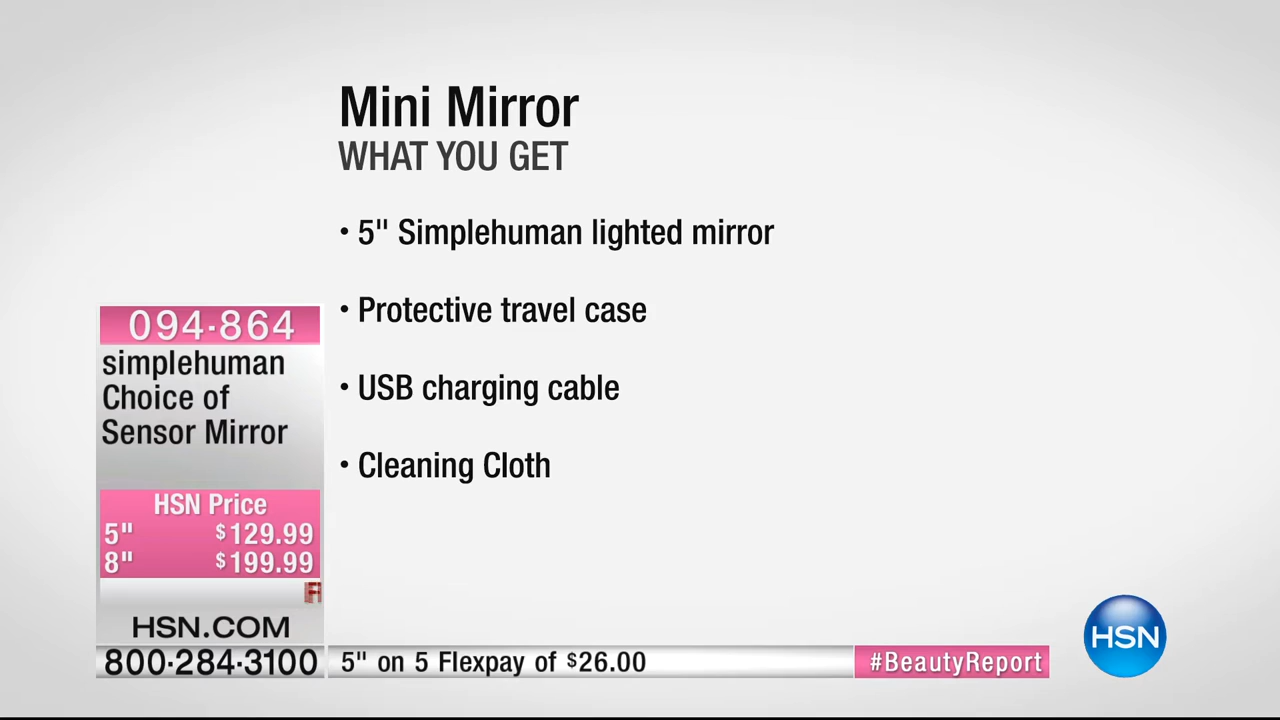 Mini Mirror
WHAT YOU GET
• 5" Simplehuman lighted mirror
• Protective travel case
• USB charging cable
• Cleaning Cloth
094·864
simplehuman
Choice of
Sensor Mirror
HSN Price
5" $129.99
8" $199.99
F
HSN.COM
800·284·3100
5" on 5 Flexpay of $26.00
#BeautyReport
HSN